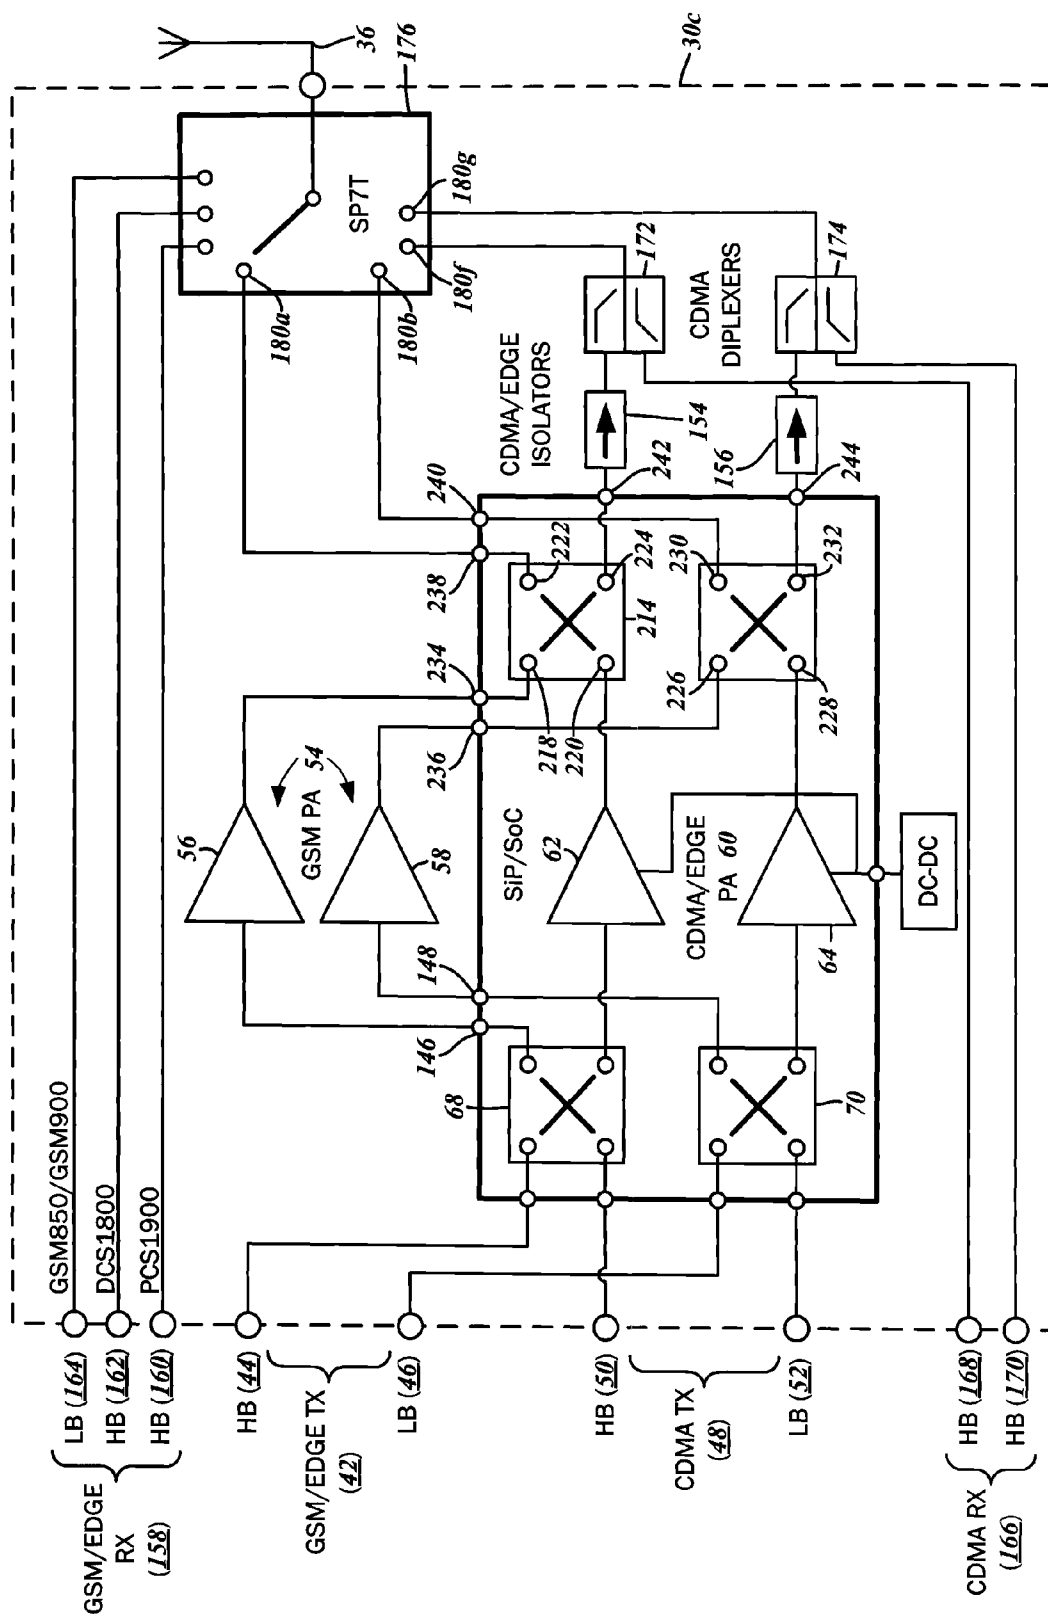 36
176
30c
SP7T
180a
180b
180f
180g
172
174
CDMA
DIPLEXERS
CDMA/EDGE
ISOLATORS
154
156
242
244
240
238
222
224
230
232
214
234
236
218
220
226
228
56
GSM PA
54
58
SiP/SoC
62
CDMA/EDGE
PA 60
64
DC-DC
148
146
68
70
GSM850/GSM900
DCS1800
PCS1900
LB (164)
HB (162)
HB (160)
GSM/EDGE
RX
(158)
HB (44)
GSM/EDGE TX
(42)
LB (46)
HB (50)
CDMA TX
(48)
LB (52)
HB (168)
HB (170)
CDMA RX
(166)